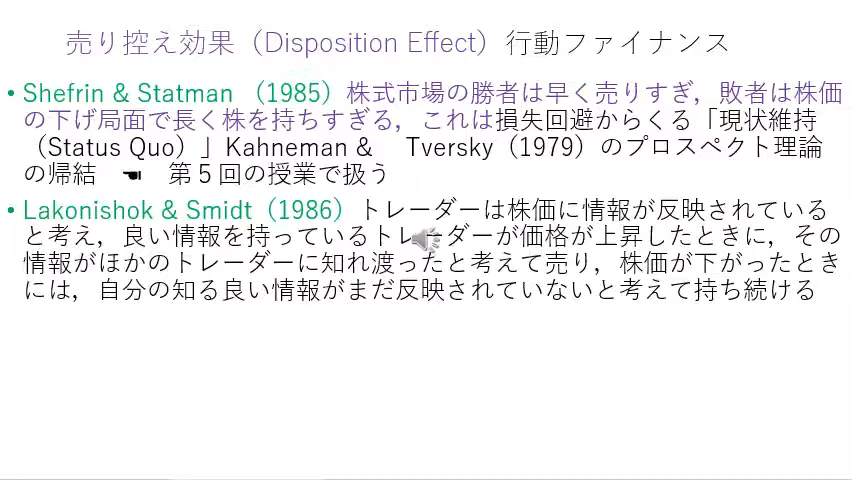 売り控え効果（Disposition Effect）行動ファイナンス
• Shefrin & Statman （1985）株式市場の勝者は早く売りすぎ，敗者は株価
の下げ局面で長く株を持ちすぎる，これは損失回避からくる「現状維持
（Status Quo）」Kahneman &　Tversky（1979）のプロスペクト理論
の帰結　☚　第５回の授業で扱う
• Lakonishok & Smidt（1986）トレーダーは株価に情報が反映されている
と考え，良い情報を持っているトレーダーが価格が上昇したときに，その
情報がほかのトレーダーに知れ渡ったと考えて売り，株価が下がったとき
には，自分の知る良い情報がまだ反映されていないと考えて持ち続ける